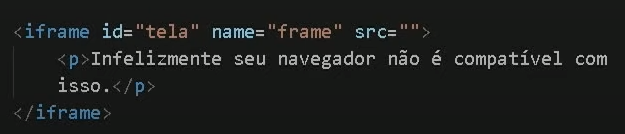 <iframe id="tela" name="frame" src="">
<p>Infelizmente seu navegador não é compatível com
isso.</p>
</iframe>